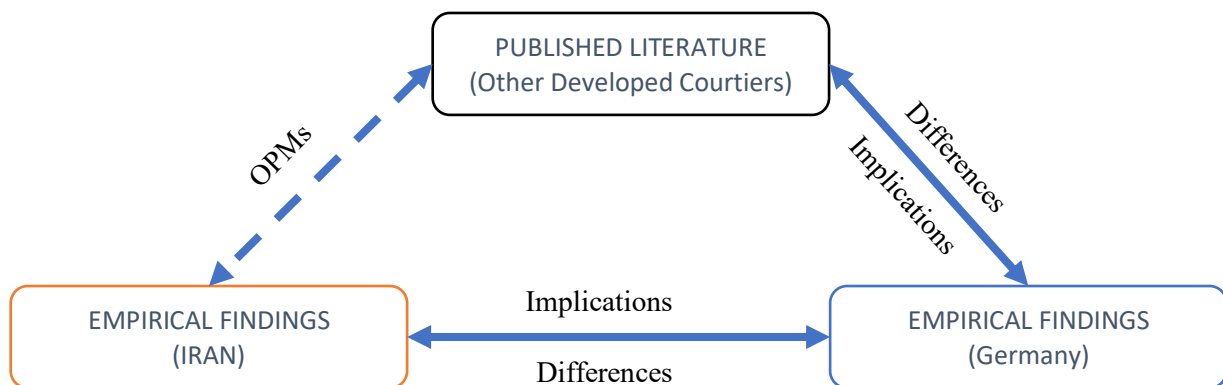 PUBLISHED LITERATURE
(Other Developed Courtiers)
OPMs
Differences
Implications
Implications
EMPIRICAL FINDINGS
(IRAN)
Differences
EMPIRICAL FINDINGS
(Germany)